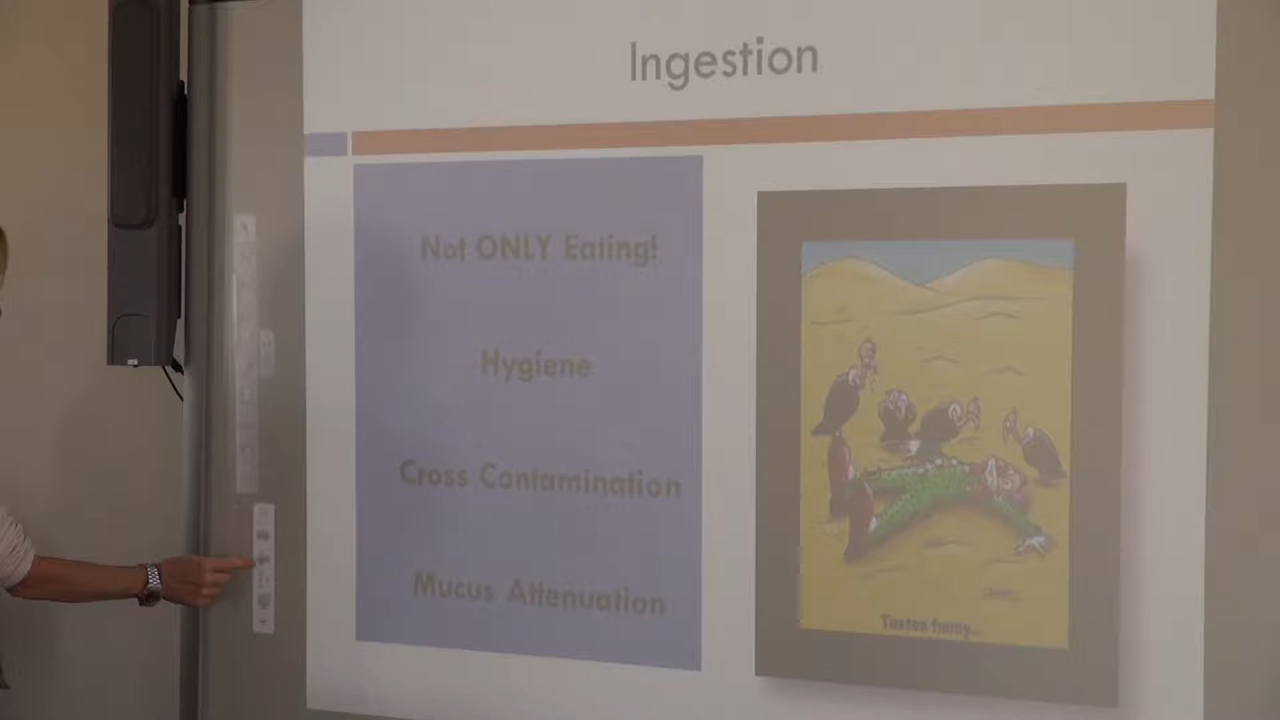 Ingestion
Not ONLY Eating!
Hygiene
Cross Contamination
Mucus Attenuation
Tastes funny...